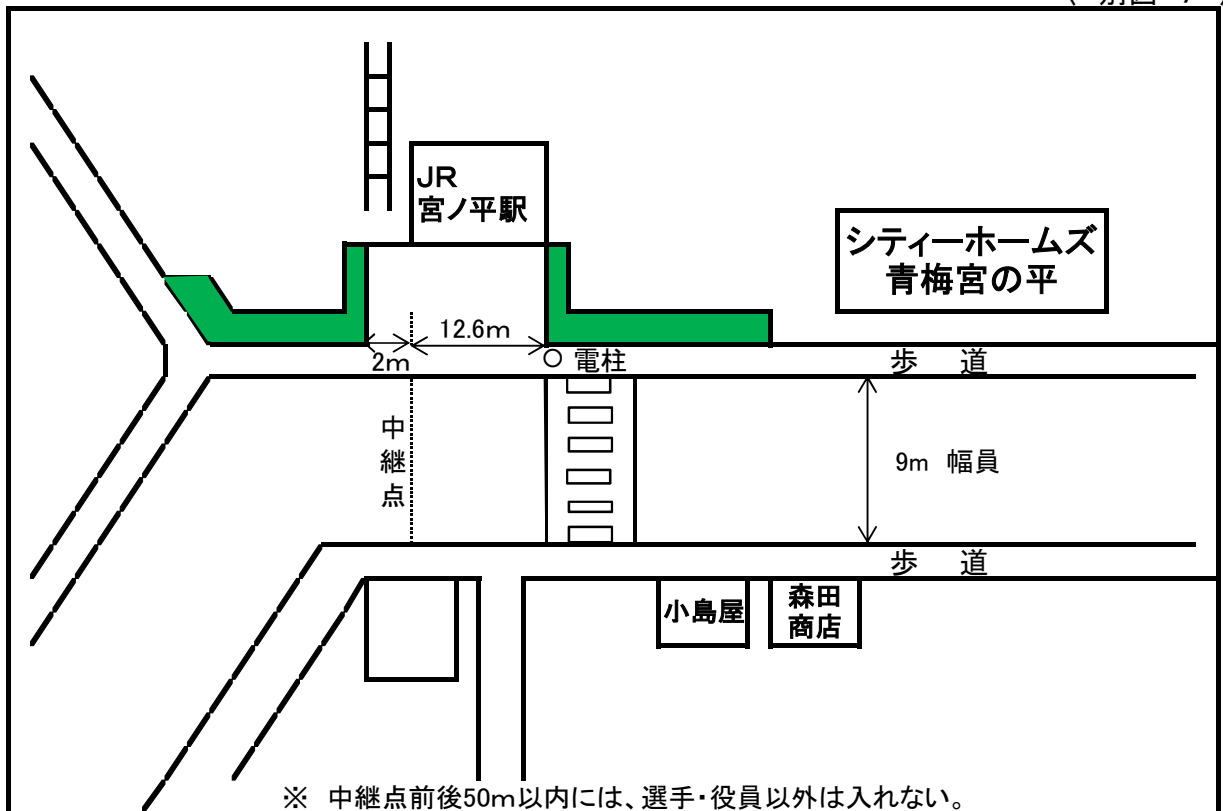 JR
宮ノ平駅
シティーホームズ
青梅宮の平
12.6m
2m
電柱
歩 道
中継点
9m 幅員
歩 道
小島屋
森田
商店
※ 中継点前後50m以内には、選手・役員以外は入れない。